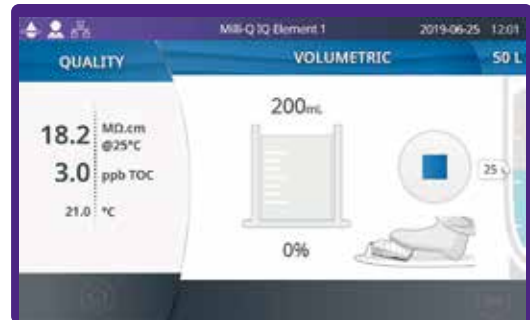 Milli-Q IQ Element 1 2019-06-25 12:01
QUALITY VOLUMETRIC 50 L
200mL
18.2 MΩ.cm @25°C
3.0 ppb TOC
21.0 °C
25
0%